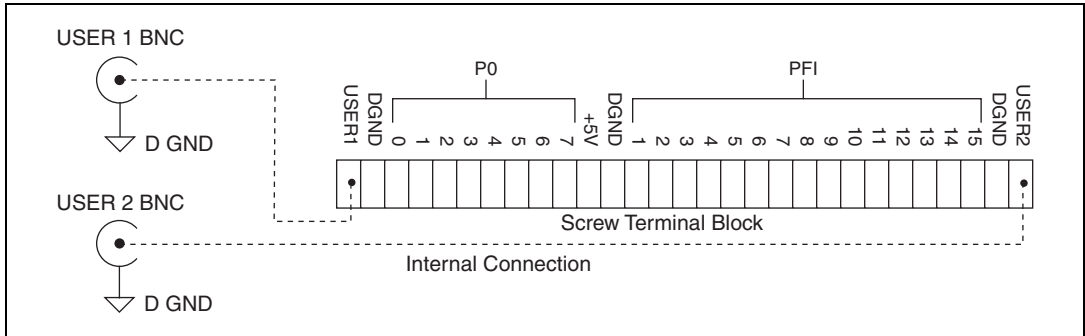 USER 1 BNC
D GND
USER 2 BNC
D GND
P0
PFI
USER1
DGND
0
1
2
3
4
5
6
7
+5V
DGND
1
2
3
4
5
6
7
8
9
10
11
12
13
14
15
DGND
USER2
Screw Terminal Block
Internal Connection